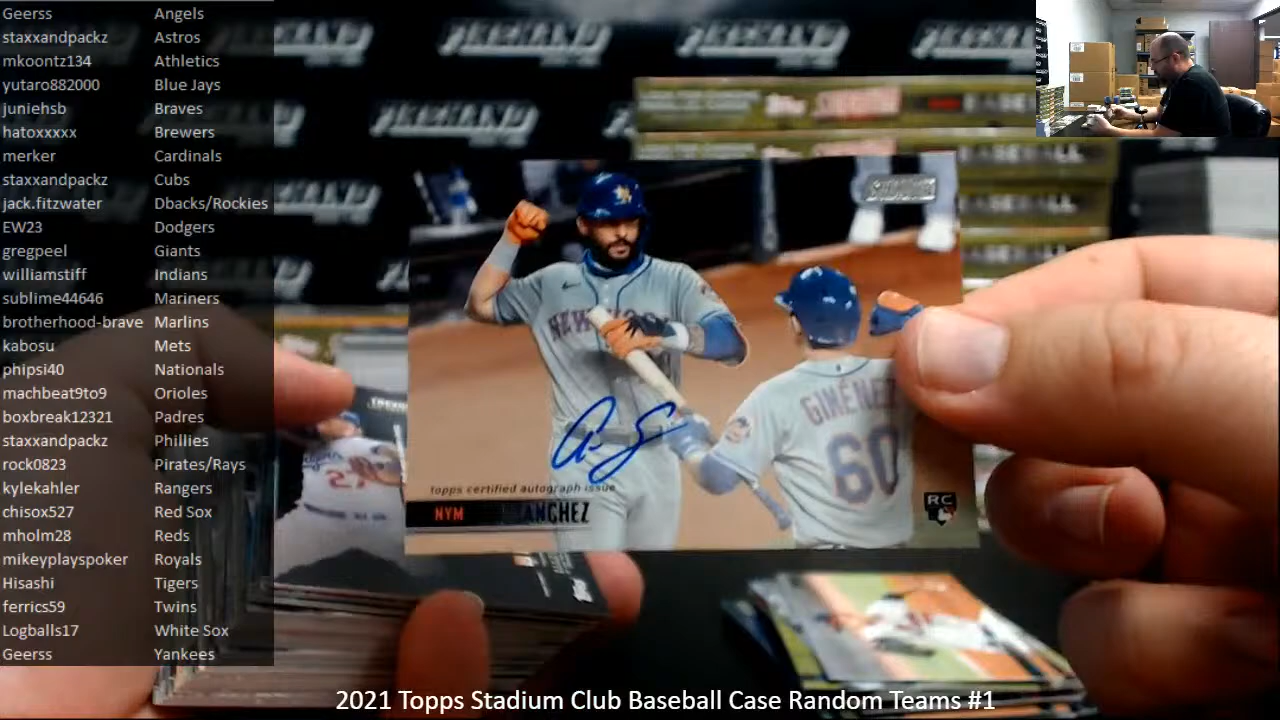 Geerss Angels
staxxandpackz Astros
mkoontz134 Athletics
yutaro882000 Blue Jays
juniehsb Braves
hatoxxxxx Brewers
merker Cardinals
staxxandpackz Cubs
jack.fitzwater Dbacks/Rockies
EW23 Dodgers
gregpeel Giants
williamstiff Indians
sublime44646 Mariners
brotherhood-brave Marlins
kabosu Mets
phipsi40 Nationals
machbeat9to9 Orioles
boxbreak12321 Padres
staxxandpackz Phillies
rock0823 Pirates/Rays
kylekahler Rangers
chisox527 Red Sox
mholm28 Reds
mikeyplayspoker Royals
Hisashi Tigers
ferrics59 Twins
Logballs17 White Sox
Geerss Yankees
NEW YORK
GIMÉNEZ
60
topps certified autograph issue
NYM
RC
27
2021 Topps Stadium Club Baseball Case Random Teams #1